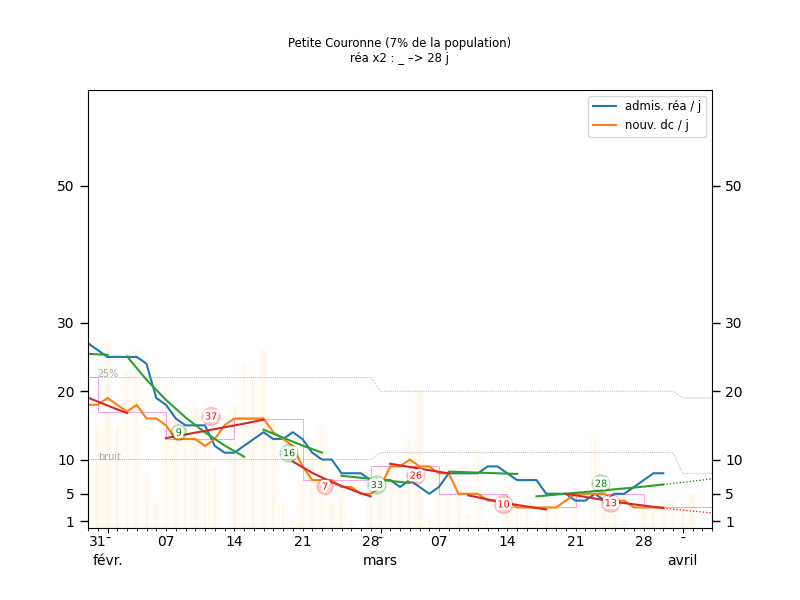 Petite Couronne (7% de la population)
réa x2 : _ –> 28 j
admis. réa / j
nouv. dc / j
50 50
30 30
25%
20 20
37
9
16
bruit
10 10
33
26
28
7
5 5
10
13
1 1
31 - 07 14 21 28 - 07 14 21 28 -
févr. mars avril